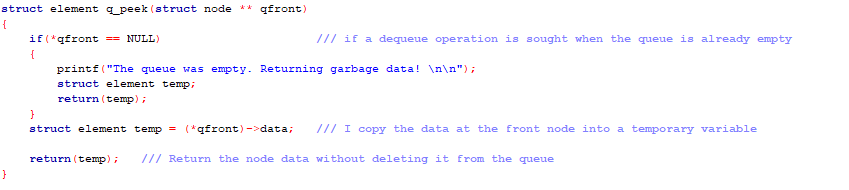 struct element q_peek(struct node ** qfront)
{
    if(*qfront == NULL)                      /// if a dequeue operation is sought when the queue is already empty
    {
        printf("The queue was empty. Returning garbage data! \n\n");
        struct element temp;
        return(temp);
    }
    struct element temp = (*qfront)->data;   /// I copy the data at the front node into a temporary variable

    return(temp);   /// Return the node data without deleting it from the queue
}